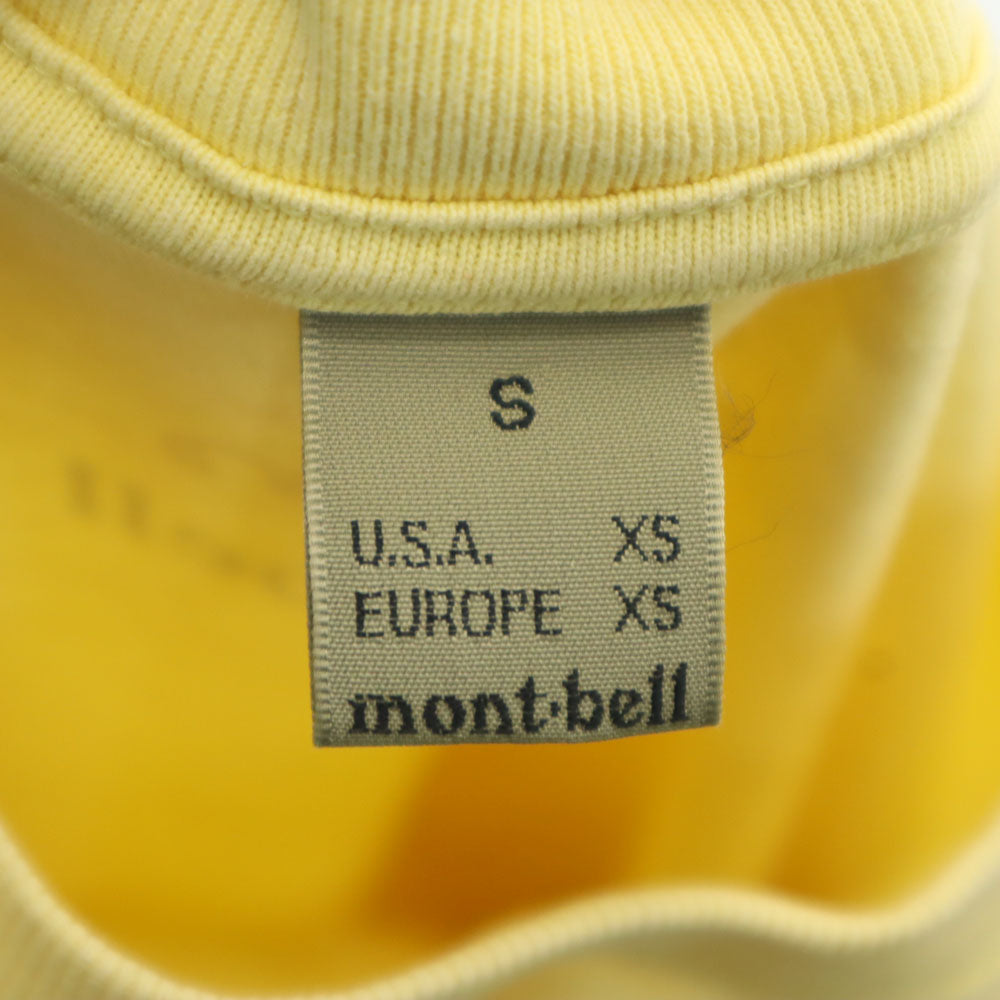 S
U.S.A. XS
EUROPE XS
mont·bell